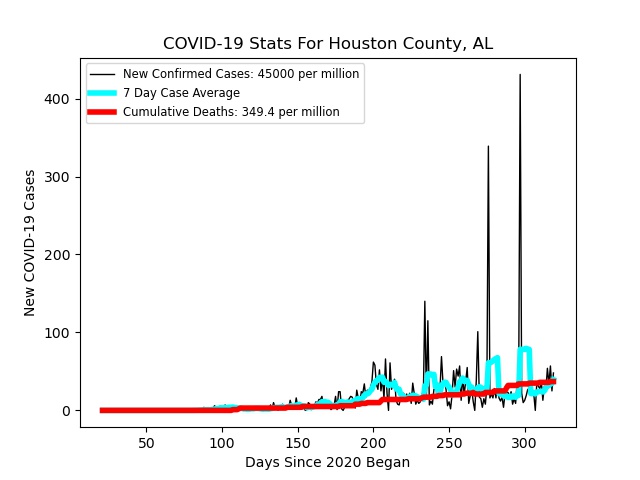 COVID-19 Stats For Houston County, AL
New Confirmed Cases: 45000 per million
7 Day Case Average
Cumulative Deaths: 349.4 per million
New COVID-19 Cases
400
300
200
100
0
50 100 150 200 250 300
Days Since 2020 Began